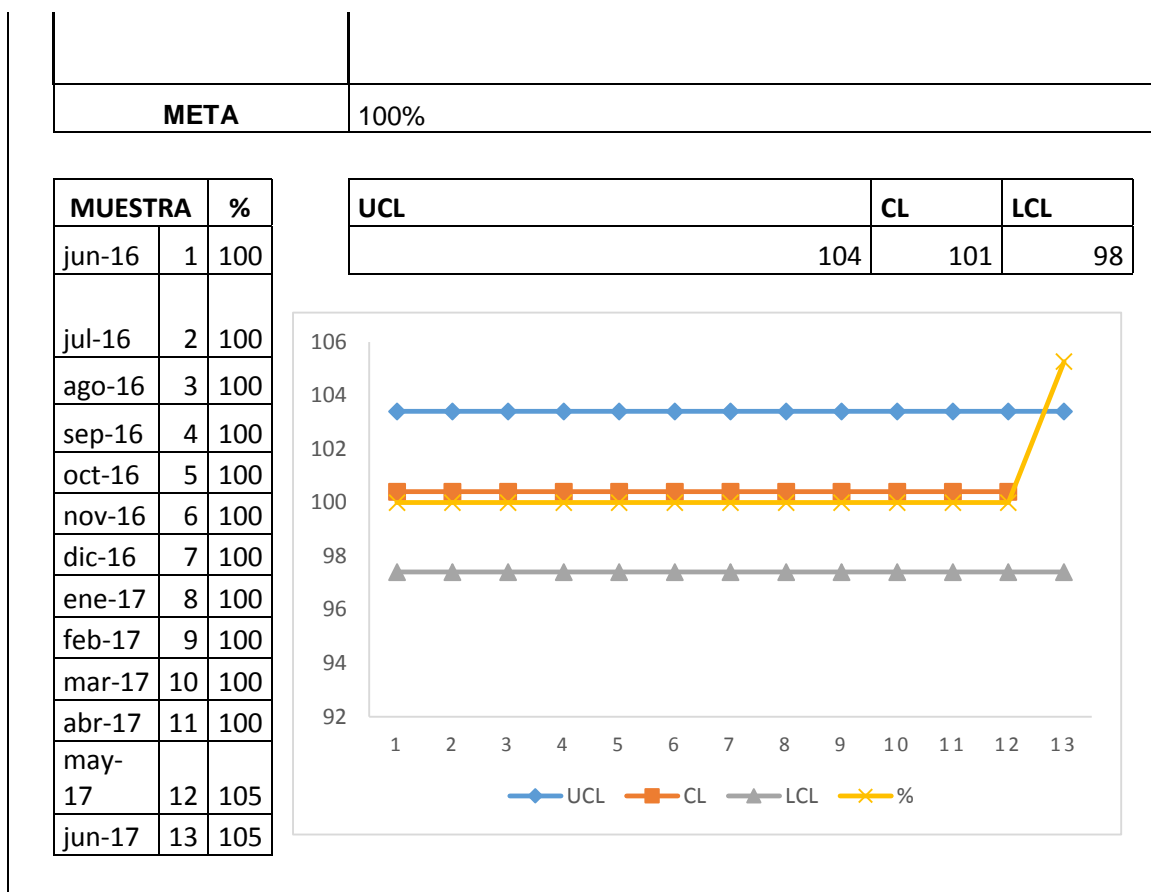 META 100%
MUESTRA % UCL CL LCL
jun-16 1 100 104 101 98
jul-16 2 100
ago-16 3 100
sep-16 4 100
oct-16 5 100
nov-16 6 100
dic-16 7 100
ene-17 8 100
feb-17 9 100
mar-17 10 100
abr-17 11 100
may-
17 12 105
jun-17 13 105
106
104
102
100
98
96
94
92
1 2 3 4 5 6 7 8 9 10 11 12 13
UCL CL LCL %